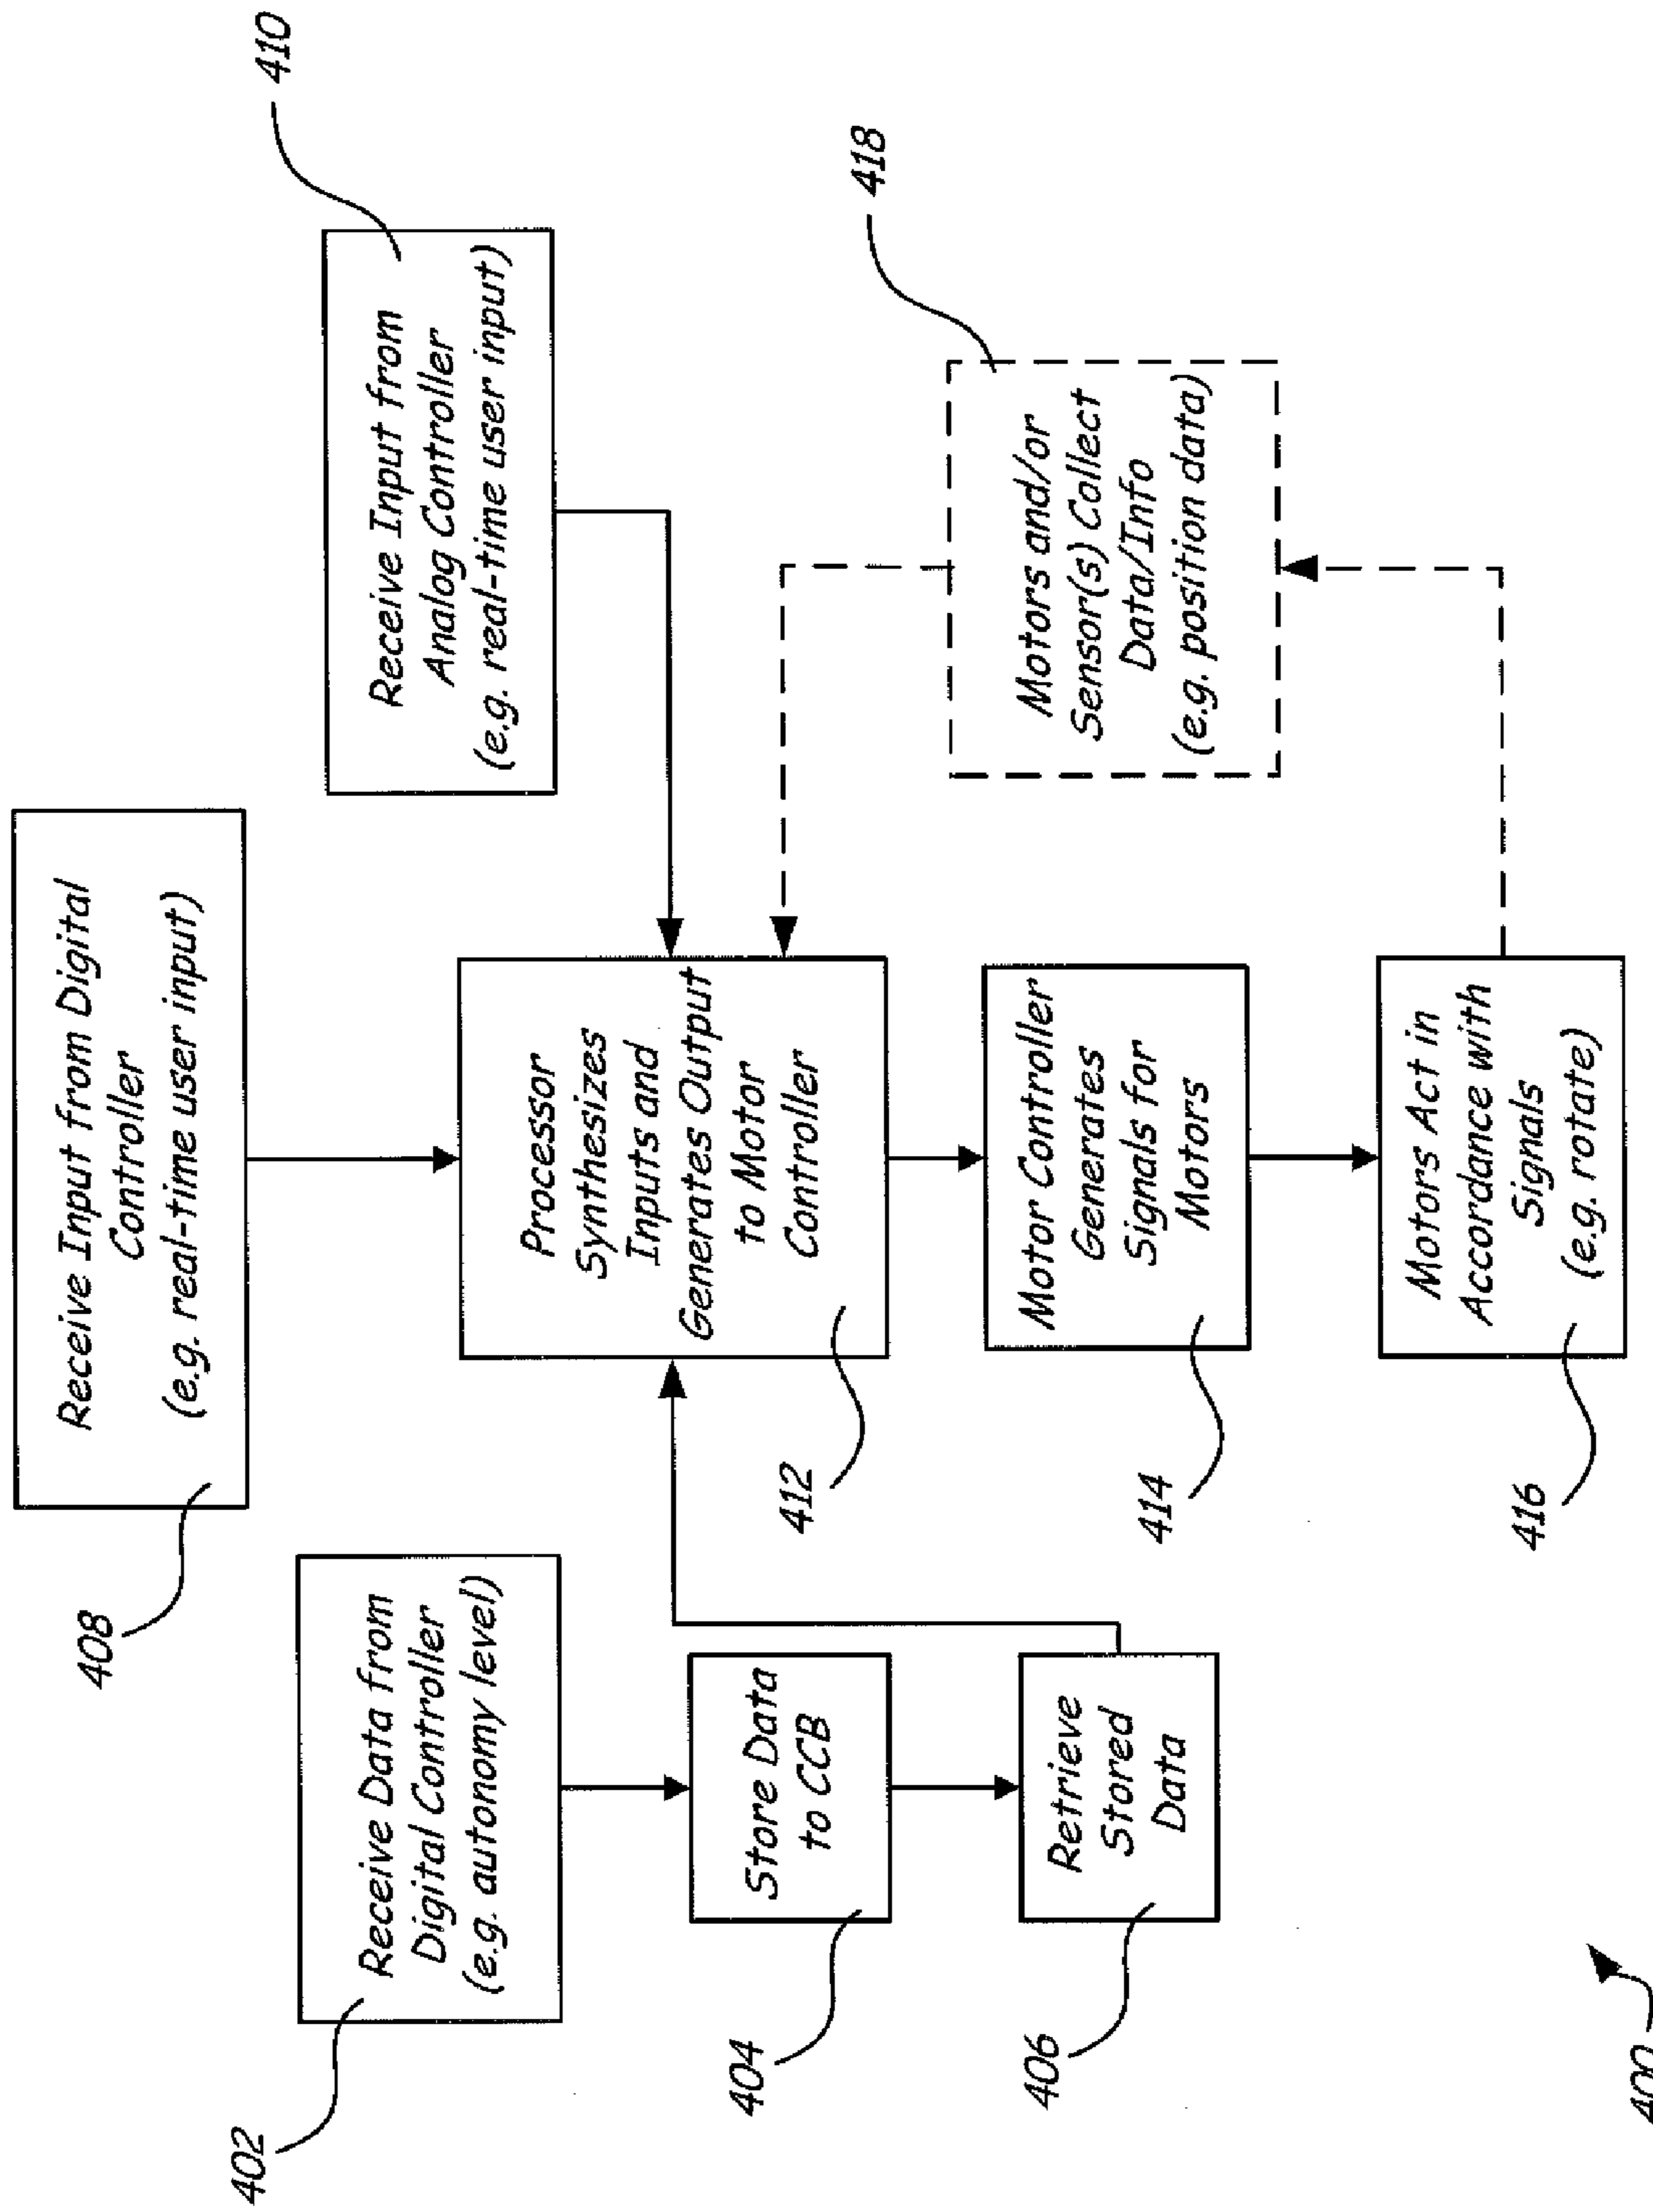 408
Receive Input from Digital
Controller
(e.g. real-time user input)
410
Receive Input from
Analog Controller
(e.g. real-time user input)
402
Receive Data from
Digital Controller
(e.g. autonomy level)
404
Store Data
to CCB
406
Retrieve
Stored
Data
412
Processor
Synthesizes
Inputs and
Generates Output
to Motor
Controller
414
Motor Controller
Generates
Signals for
Motors
416
Motors Act in
Accordance with
Signals
(e.g. rotate)
418
Motors and/or
Sensor(s) Collect
Data/Info
(e.g. position data)
400